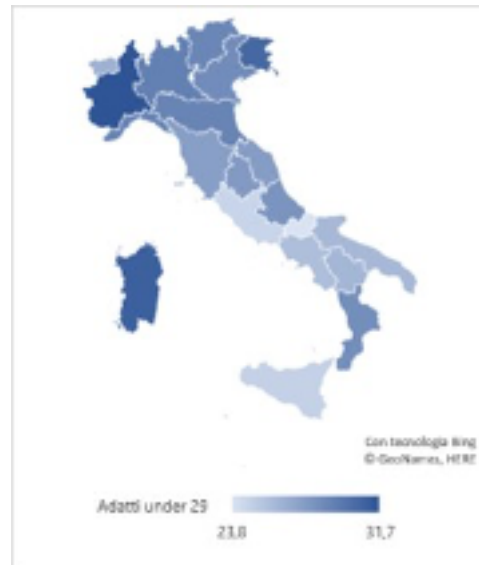 Con tecnologia Bing
© GeoNames, HERE
Adatti under 29
23,8
31,7